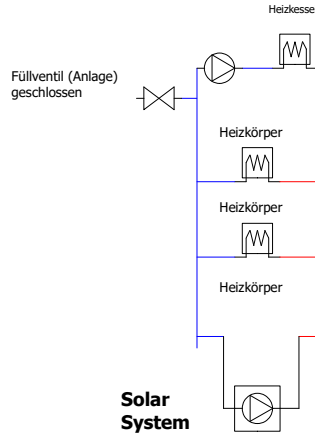 Heizkesse
Füllventil (Anlage)
geschlossen
Heizkörper
Heizkörper
Heizkörper
Solar
System